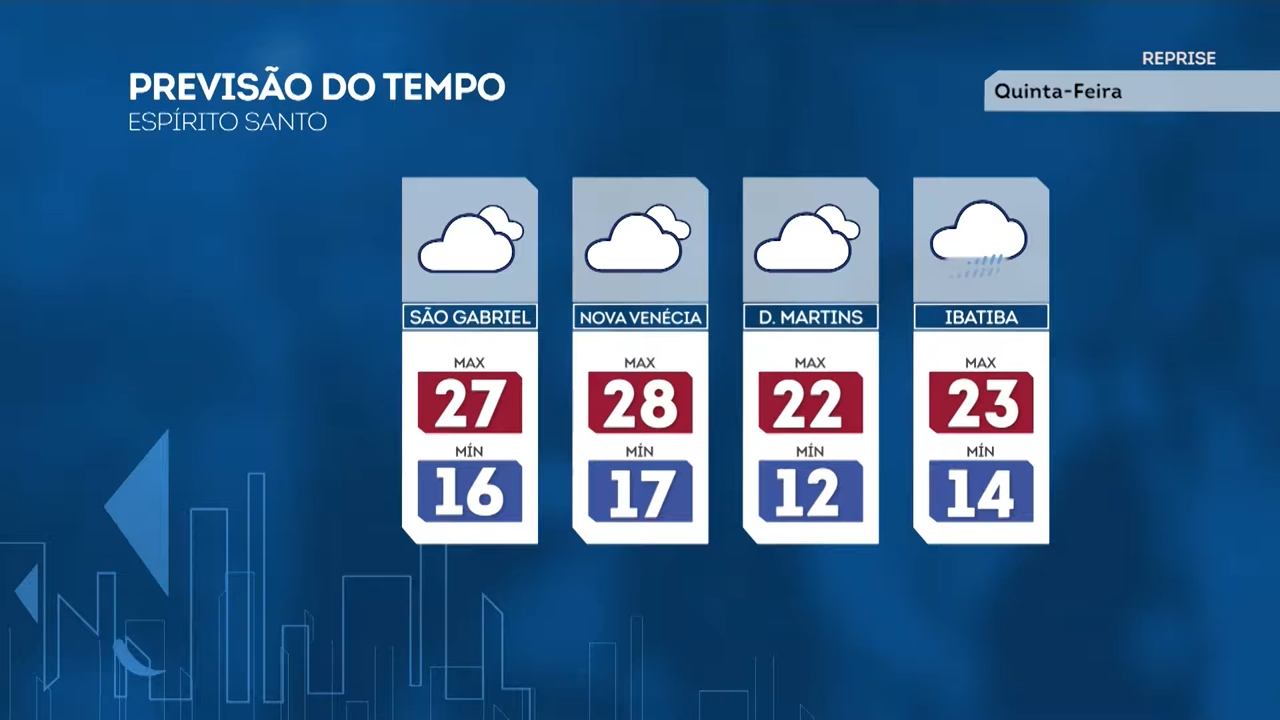 PREVISÃO DO TEMPO
ESPÍRITO SANTO
REPRISE
Quinta-Feira
SÃO GABRIEL
MAX
27
MÍN
16
NOVA VENÉCIA
MAX
28
MÍN
17
D. MARTINS
MAX
22
MÍN
12
IBATIBA
MAX
23
MÍN
14